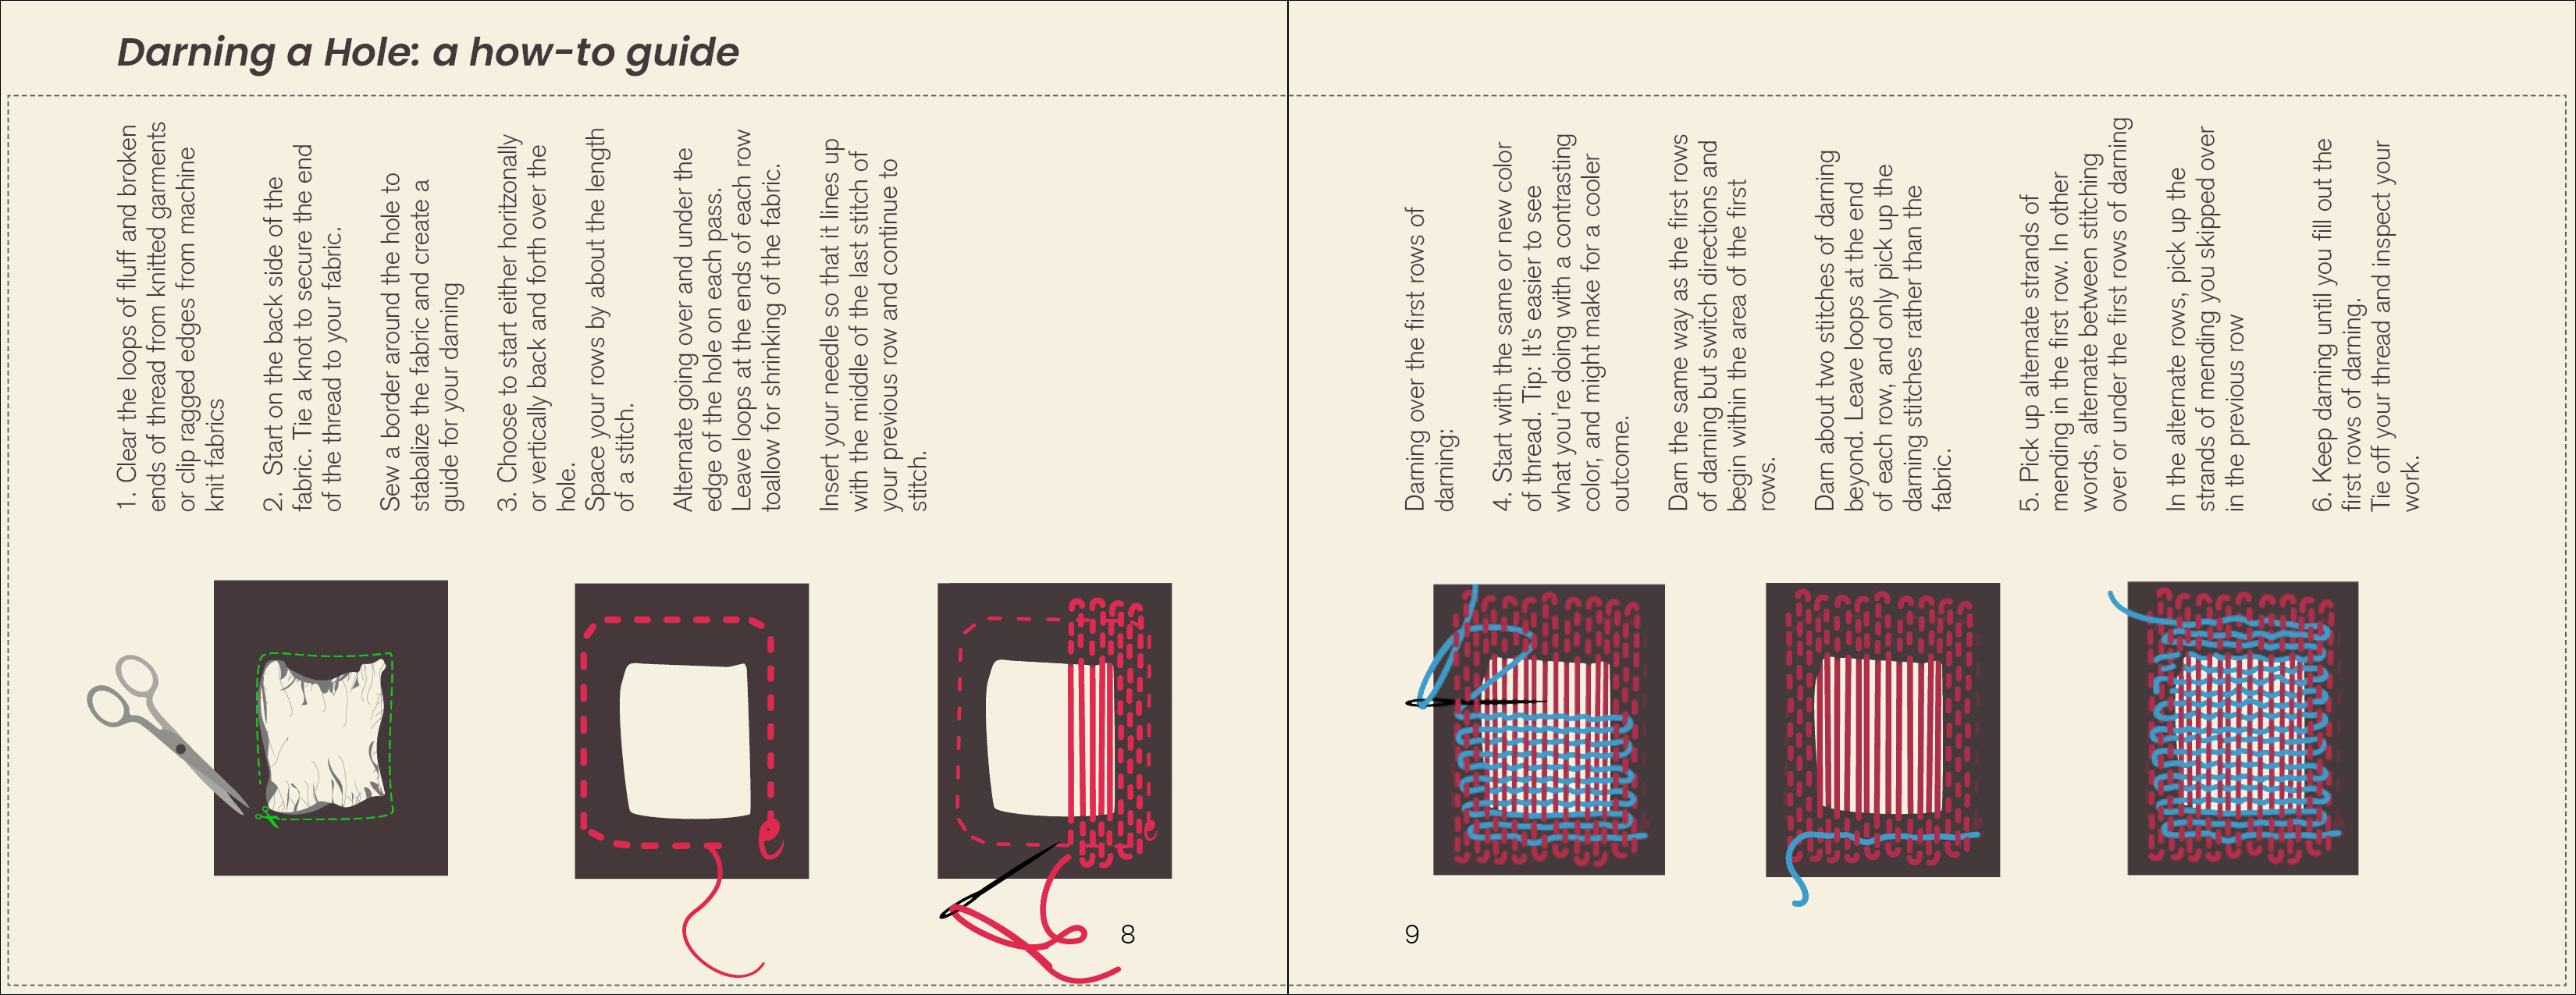 Darning a Hole: a how-to guide
1. Clear the loops of fluff and broken
ends of thread from knitted garments
or clip ragged edges from machine
knit fabrics
2.  Start on the back side of the
fabric. Tie a knot to secure the end
of the thread to your fabric.
Sew a border around the hole to
stabalize the fabric and create a
guide for your darning
3. Choose to start either horitzonally
or vertically back and forth over the
hole.
Space your rows by about the length
of a stitch.
Alternate going over and under the
edge of the hole on each pass.
Leave loops at the ends of each row
toallow for shrinking of the fabric.
Insert your needle so that it lines up
with the middle of the last stitch of
your previous row and continue to
stitch.
8
Darning over the first rows of
darning:
4. Start with the same or new color
of thread. Tip: It's easier to see
what you're doing with a contrasting
color, and might make for a cooler
outcome.
Darn the same way as the first rows
of darning but switch directions and
begin within the area of the first
rows.
Darn about two stitches of darning
beyond. Leave loops at the end
of each row, and only pick up the
darning stitches rather than the
fabric.
5. Pick up alternate strands of
mending in the first row. In other
words, alternate between stitching
over or under the first rows of darning
In the alternate rows, pick up the
strands of mending you skipped over
in the previous row
6. Keep darning until you fill out the
first rows of darning.
Tie off your thread and inspect your
work.
9